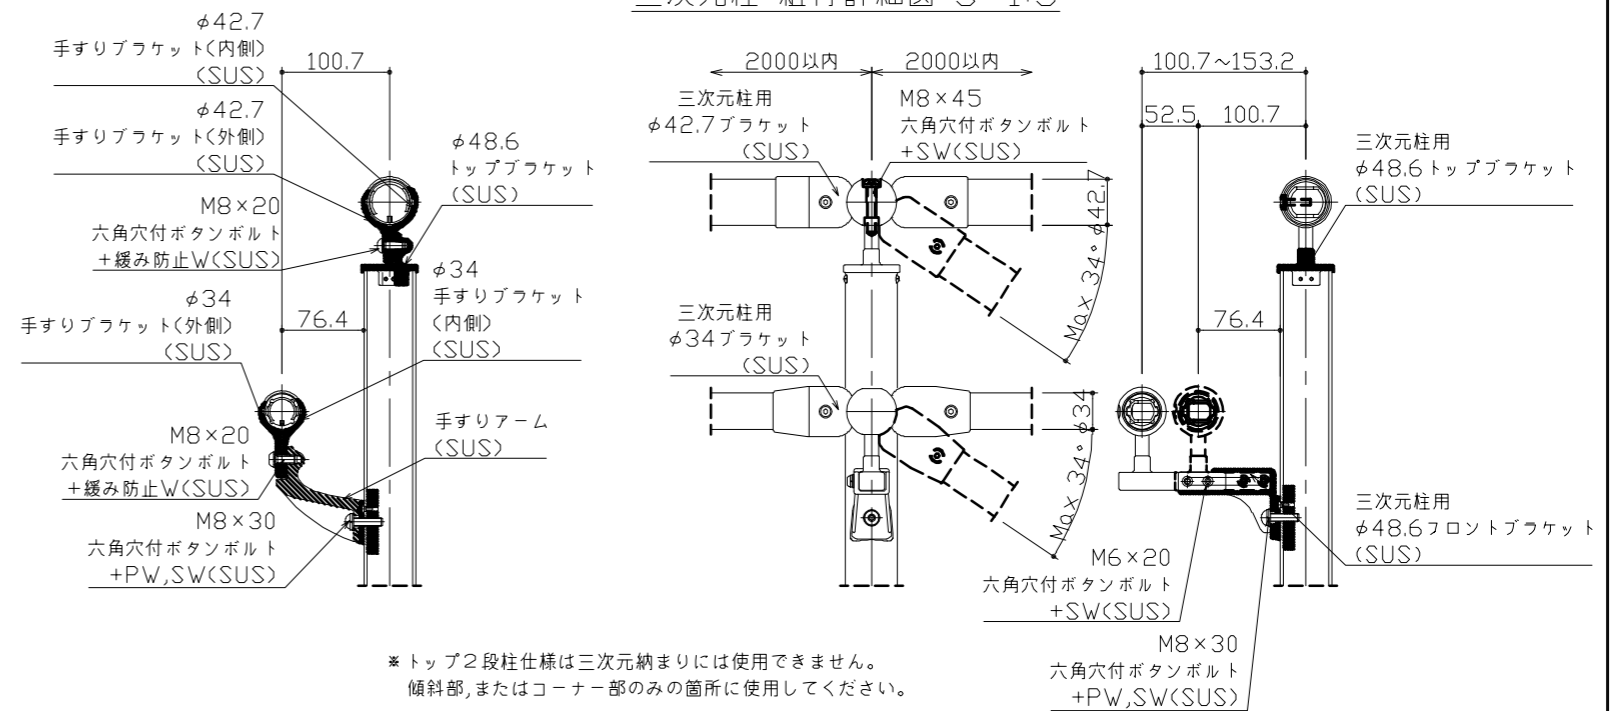 三次元柱 組付詳細図 S=1:5
φ42.7
手すりブラケット(内側)
(SUS)
φ42.7
手すりブラケット(外側)
(SUS)
M8×20
六角穴付ボタンボルト
+緩み防止W(SUS)
φ34
手すりブラケット(外側)
(SUS)
M8×20
六角穴付ボタンボルト
+緩み防止W(SUS)
M8×30
六角穴付ボタンボルト
+PW,SW(SUS)
100.7
76.4
φ48.6
トップブラケット
(SUS)
φ34
手すりブラケット
(内側)
(SUS)
手すりアーム
(SUS)
2000以内
2000以内
三次元柱用
φ42.7ブラケット
(SUS)
M8×45
六角穴付ボタンボルト
+SW(SUS)
φ42.7
Max 34°
三次元柱用
φ34ブラケット
(SUS)
φ34
Max 34°
100.7~153.2
52.5
100.7
三次元柱用
φ48.6トップブラケット
(SUS)
76.4
三次元柱用
φ48.6フロントブラケット
(SUS)
M6×20
六角穴付ボタンボルト
+SW(SUS)
M8×30
六角穴付ボタンボルト
+PW,SW(SUS)
※トップ2段柱仕様は三次元納まりには使用できません。
傾斜部,またはコーナー部のみの箇所に使用してください。